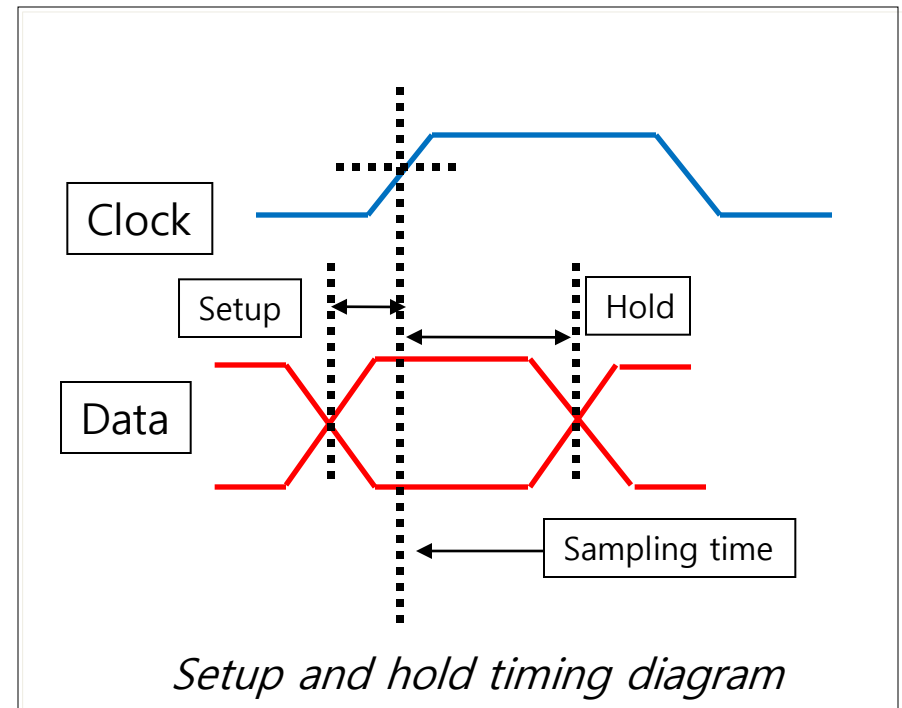 Clock
Setup
Hold
Data
Sampling time
Setup and hold timing diagram